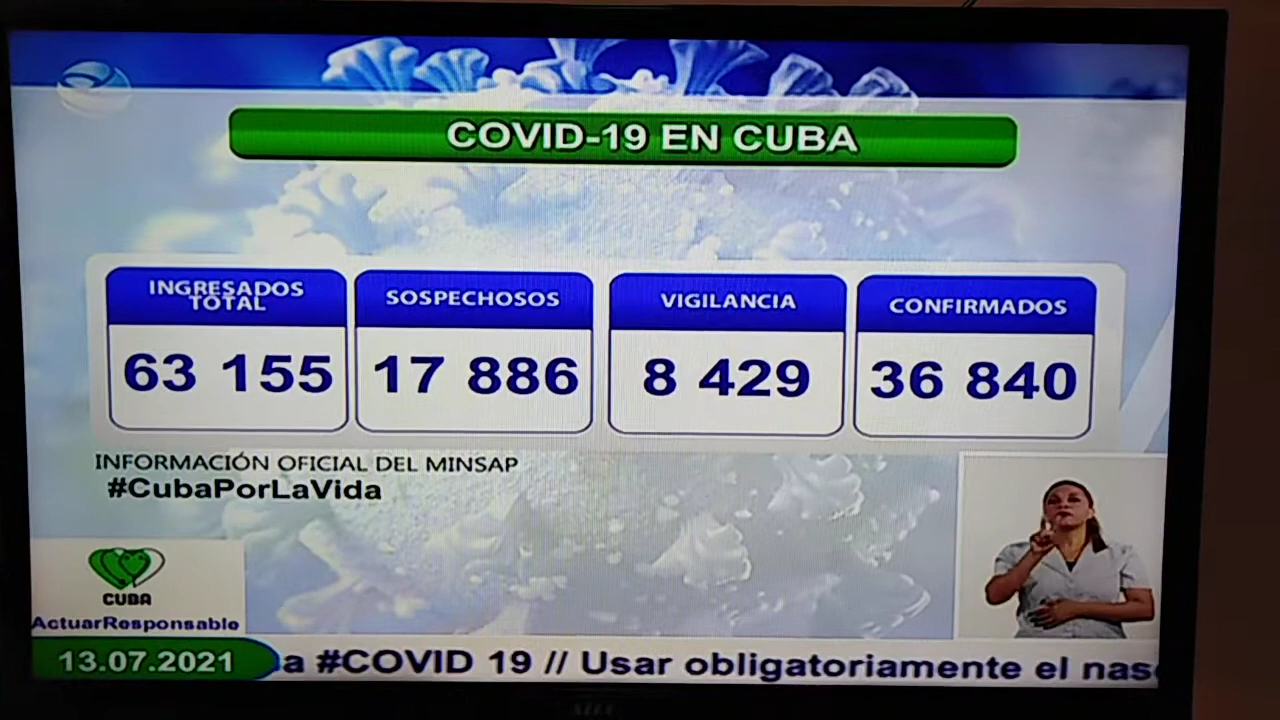 COVID-19 EN CUBA
INGRESADOS
TOTAL
63 155
SOSPECHOSOS
17 886
VIGILANCIA
8 429
CONFIRMADOS
36 840
INFORMACIÓN OFICIAL DEL MINSAP
#CubaPorLaVida
CUBA
ActuarResponsable
13.07.2021
a #COVID 19 // Usar obligatoriamente el nas